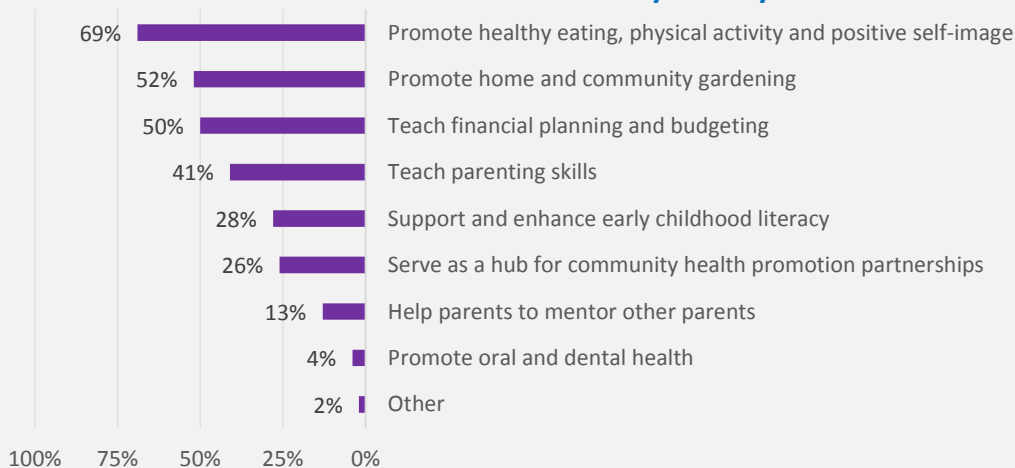 69% Promote healthy eating, physical activity and positive self-image
52% Promote home and community gardening
50% Teach financial planning and budgeting
41% Teach parenting skills
28% Support and enhance early childhood literacy
26% Serve as a hub for community health promotion partnerships
13% Help parents to mentor other parents
4% Promote oral and dental health
2% Other
100% 75% 50% 25% 0%